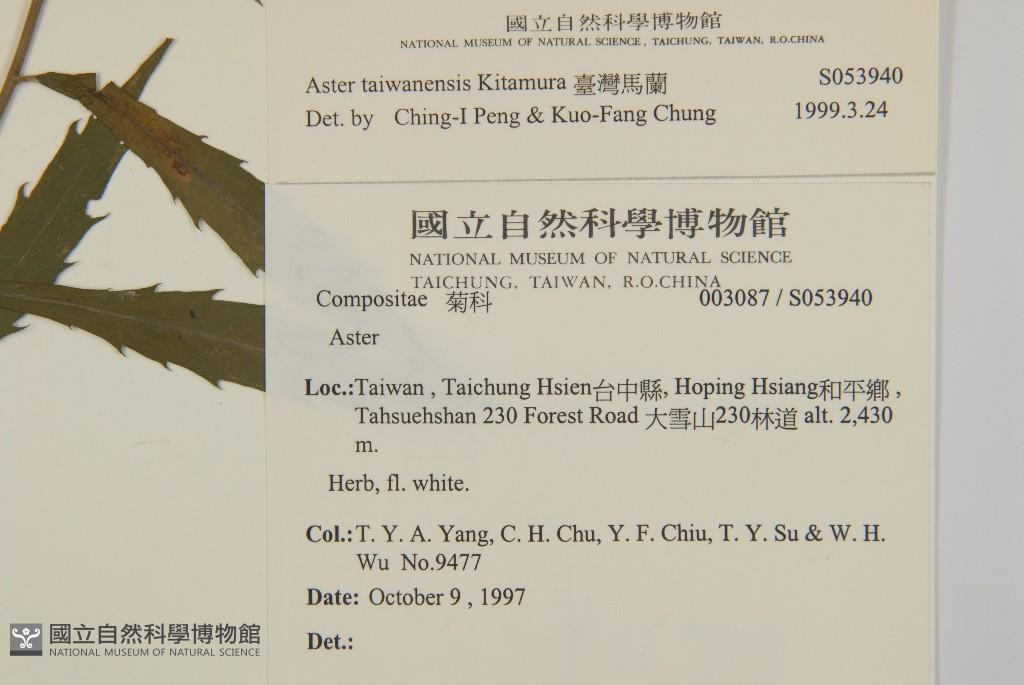 國立自然科學博物館
NATIONAL MUSEUM OF NATURAL SCIENCE, TAICHUNG, TAIWAN, R.O.CHINA
Aster taiwanensis Kitamura 臺灣馬蘭 S053940
Det. by Ching-I Peng & Kuo-Fang Chung 1999.3.24
國立自然科學博物館
NATIONAL MUSEUM OF NATURAL SCIENCE
TAICHUNG, TAIWAN, R.O.CHINA
Compositae 菊科 003087 / S053940
Aster
Loc.:Taiwan , Taichung Hsien台中縣, Hoping Hsiang和平鄉 ,
Tahsuehshan 230 Forest Road 大雪山230林道 alt. 2,430
m.
Herb, fl. white.
Col.:T. Y. A. Yang, C. H. Chu, Y. F. Chiu, T. Y. Su & W. H.
Wu No.9477
Date: October 9 , 1997
Det.:
國立自然科學博物館
NATIONAL MUSEUM OF NATURAL SCIENCE